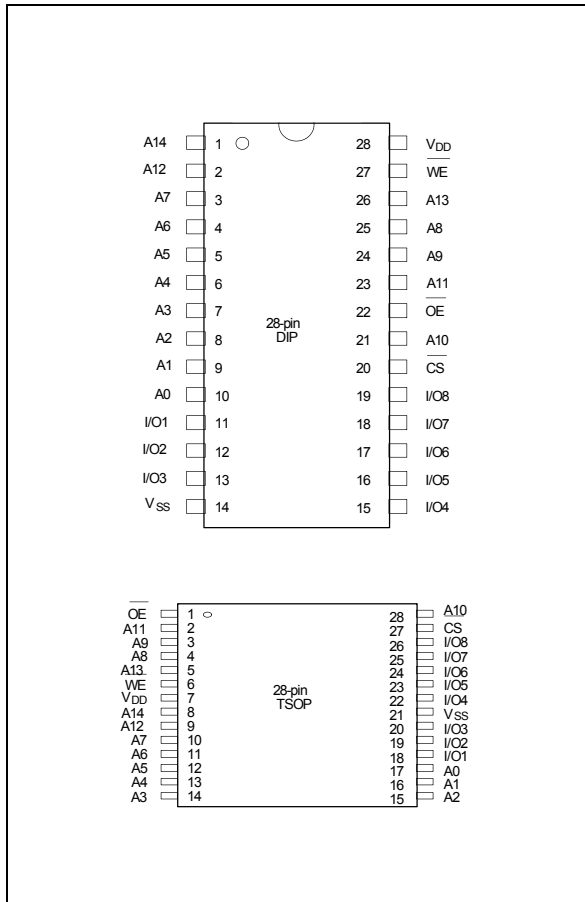 A14 1 28 VDD
A12 2 27 WE
A7 3 26 A13
A6 4 25 A8
A5 5 24 A9
A4 6 23 A11
A3 7 22 OE
28-pin
DIP
A2 8 21 A10
A1 9 20 CS
A0 10 19 I/O8
I/O1 11 18 I/O7
I/O2 12 17 I/O6
I/O3 13 16 I/O5
VSS 14 15 I/O4
OE 1 28 A10
A11 2 27 CS
A9 3 26 I/O8
A8 4 25 I/O7
A13 5 24 I/O6
WE 6 23 I/O5
28-pin
TSOP
VDD 7 22 I/O4
A14 8 21 VSS
A12 9 20 I/O3
A7 10 19 I/O2
A6 11 18 I/O1
A5 12 17 A0
A4 13 16 A1
A3 14 15 A2